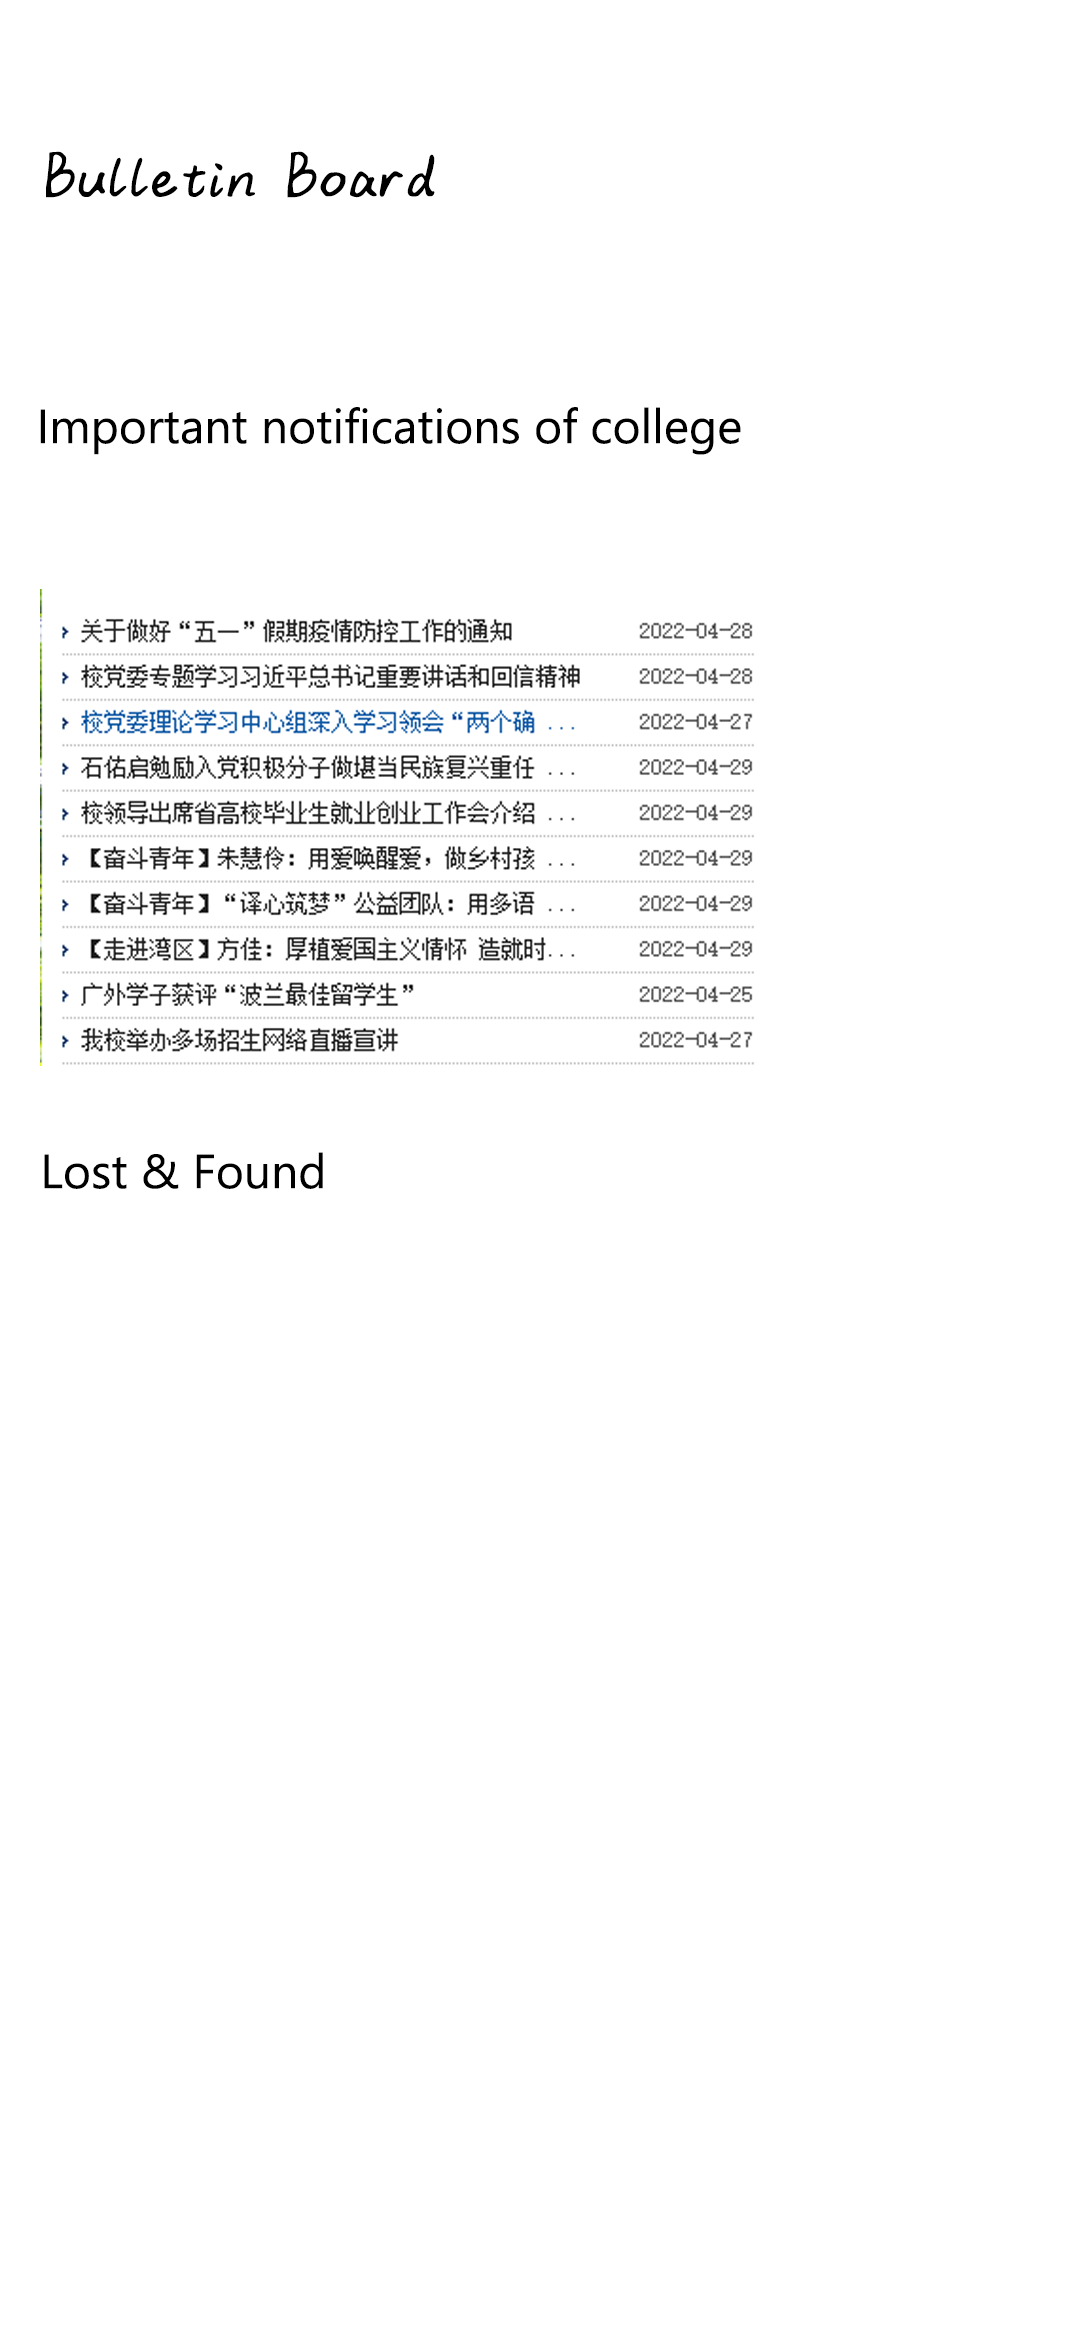 Bulletin Board
Important notifications of college
关于做好“五一”假期疫情防控工作的通知 2022-04-28
校党委专题学习习近平总书记重要讲话和回信精神 2022-04-28
校党委理论学习中心组深入学习领会“两个确 ... 2022-04-27
石佑启勉励入党积极分子做堪当民族复兴重任 ... 2022-04-29
校领导出席省高校毕业生就业创业工作会介绍 ... 2022-04-29
【奋斗青年】朱慧伶：用爱唤醒爱，做乡村孩 ... 2022-04-29
【奋斗青年】“译心筑梦”公益团队：用多语 ... 2022-04-29
【走进湾区】方佳：厚植爱国主义情怀 造就时... 2022-04-29
广外学子获评“波兰最佳留学生” 2022-04-25
我校举办多场招生网络直播宣讲 2022-04-27
Lost & Found